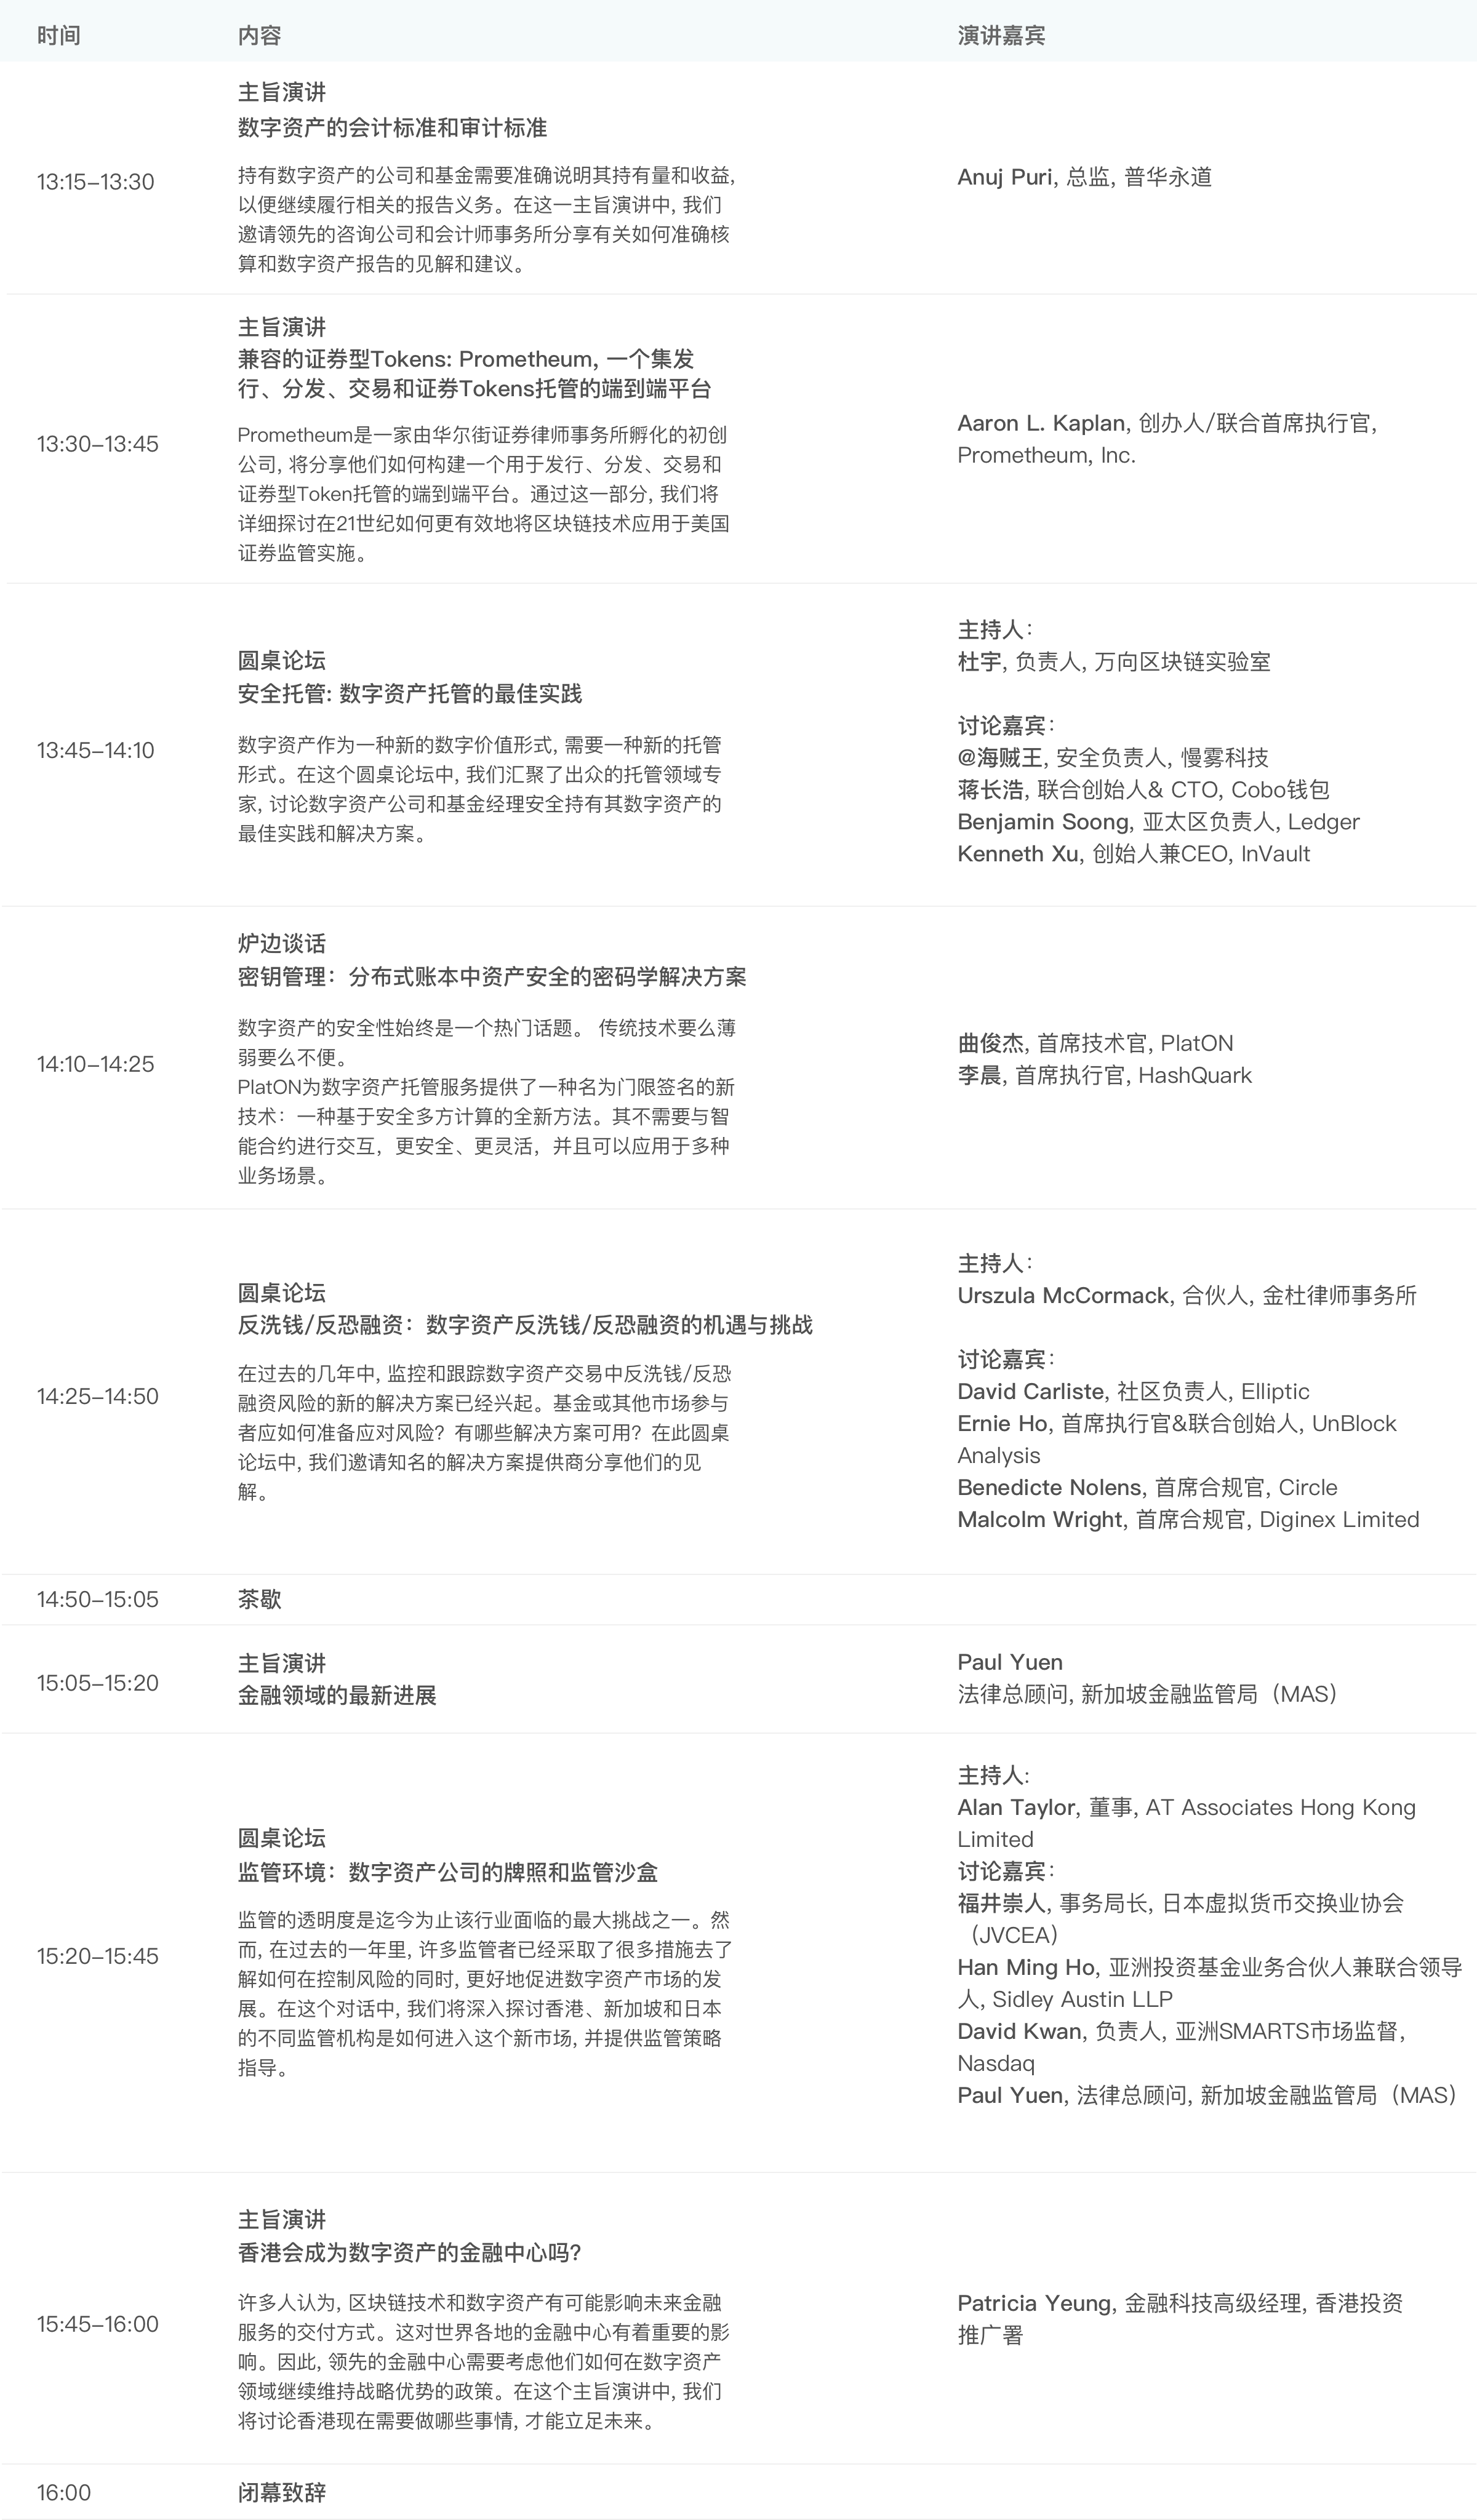 时间 内容 演讲嘉宾
主旨演讲
数字资产的会计标准和审计标准
13:15–13:30
持有数字资产的公司和基金需要准确说明其持有量和收益,
以便继续履行相关的报告义务。在这一主旨演讲中, 我们
邀请领先的咨询公司和会计师事务所分享有关如何准确核
算和数字资产报告的见解和建议。
Anuj Puri, 总监, 普华永道
主旨演讲
兼容的证券型Tokens: Prometheum, 一个集发
行、分发、交易和证券Tokens托管的端到端平台
13:30–13:45
Prometheum是一家由华尔街证券律师事务所孵化的初创
公司, 将分享他们如何构建一个用于发行、分发、交易和
证券型Token托管的端到端平台。通过这一部分, 我们将
详细探讨在21世纪如何更有效地将区块链技术应用于美国
证券监管实施。
Aaron L. Kaplan, 创办人/联合首席执行官,
Prometheum, Inc.
圆桌论坛
安全托管: 数字资产托管的最佳实践
13:45–14:10
数字资产作为一种新的数字价值形式, 需要一种新的托管
形式。在这个圆桌论坛中, 我们汇聚了出众的托管领域专
家, 讨论数字资产公司和基金经理安全持有其数字资产的
最佳实践和解决方案。
主持人：
杜宇, 负责人, 万向区块链实验室
讨论嘉宾：
@海贼王, 安全负责人, 慢雾科技
蒋长浩, 联合创始人& CTO, Cobo钱包
Benjamin Soong, 亚太区负责人, Ledger
Kenneth Xu, 创始人兼CEO, InVault
炉边谈话
密钥管理：分布式账本中资产安全的密码学解决方案
14:10–14:25
数字资产的安全性始终是一个热门话题。 传统技术要么薄
弱要么不便。
PlatON为数字资产托管服务提供了一种名为门限签名的新
技术：一种基于安全多方计算的全新方法。其不需要与智
能合约进行交互，更安全、更灵活，并且可以应用于多种
业务场景。
曲俊杰, 首席技术官, PlatON
李晨, 首席执行官, HashQuark
圆桌论坛
反洗钱/反恐融资：数字资产反洗钱/反恐融资的机遇与挑战
14:25–14:50
在过去的几年中, 监控和跟踪数字资产交易中反洗钱/反恐
融资风险的新的解决方案已经兴起。基金或其他市场参与
者应如何准备应对风险？有哪些解决方案可用？在此圆桌
论坛中, 我们邀请知名的解决方案提供商分享他们的见
解。
主持人：
Urszula McCormack, 合伙人, 金杜律师事务所
讨论嘉宾：
David Carliste, 社区负责人, Elliptic
Ernie Ho, 首席执行官&联合创始人, UnBlock
Analysis
Benedicte Nolens, 首席合规官, Circle
Malcolm Wright, 首席合规官, Diginex Limited
14:50–15:05 茶歇
15:05–15:20
主旨演讲
金融领域的最新进展
Paul Yuen
法律总顾问, 新加坡金融监管局（MAS）
圆桌论坛
监管环境：数字资产公司的牌照和监管沙盒
15:20–15:45
监管的透明度是迄今为止该行业面临的最大挑战之一。然
而, 在过去的一年里, 许多监管者已经采取了很多措施去了
解如何在控制风险的同时, 更好地促进数字资产市场的发
展。在这个对话中, 我们将深入探讨香港、新加坡和日本
的不同监管机构是如何进入这个新市场, 并提供监管策略
指导。
主持人:
Alan Taylor, 董事, AT Associates Hong Kong
Limited
讨论嘉宾：
福井崇人, 事务局长, 日本虚拟货币交换业协会
（JVCEA）
Han Ming Ho, 亚洲投资基金业务合伙人兼联合领导
人, Sidley Austin LLP
David Kwan, 负责人, 亚洲SMARTS市场监督,
Nasdaq
Paul Yuen, 法律总顾问, 新加坡金融监管局（MAS）
主旨演讲
香港会成为数字资产的金融中心吗?
15:45–16:00
许多人认为, 区块链技术和数字资产有可能影响未来金融
服务的交付方式。这对世界各地的金融中心有着重要的影
响。因此, 领先的金融中心需要考虑他们如何在数字资产
领域继续维持战略优势的政策。在这个主旨演讲中, 我们
将讨论香港现在需要做哪些事情, 才能立足未来。
Patricia Yeung, 金融科技高级经理, 香港投资
推广署
16:00 闭幕致辞